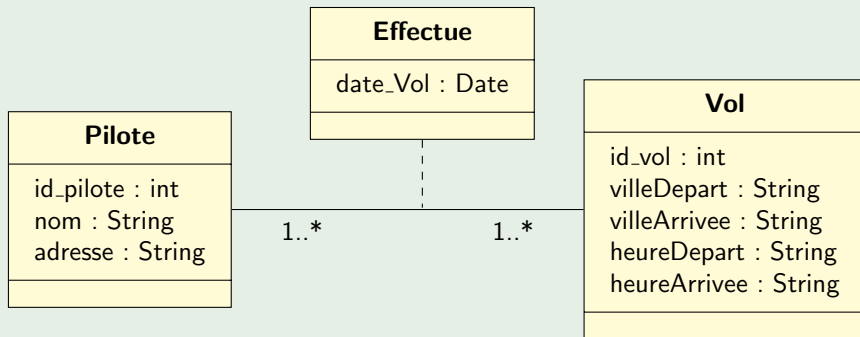 Effectue
date_Vol : Date
Pilote
id_pilote : int
nom : String
adresse : String
1..*
1..*
Vol
id_vol : int
villeDepart : String
villeArrivee : String
heureDepart : String
heureArrivee : String